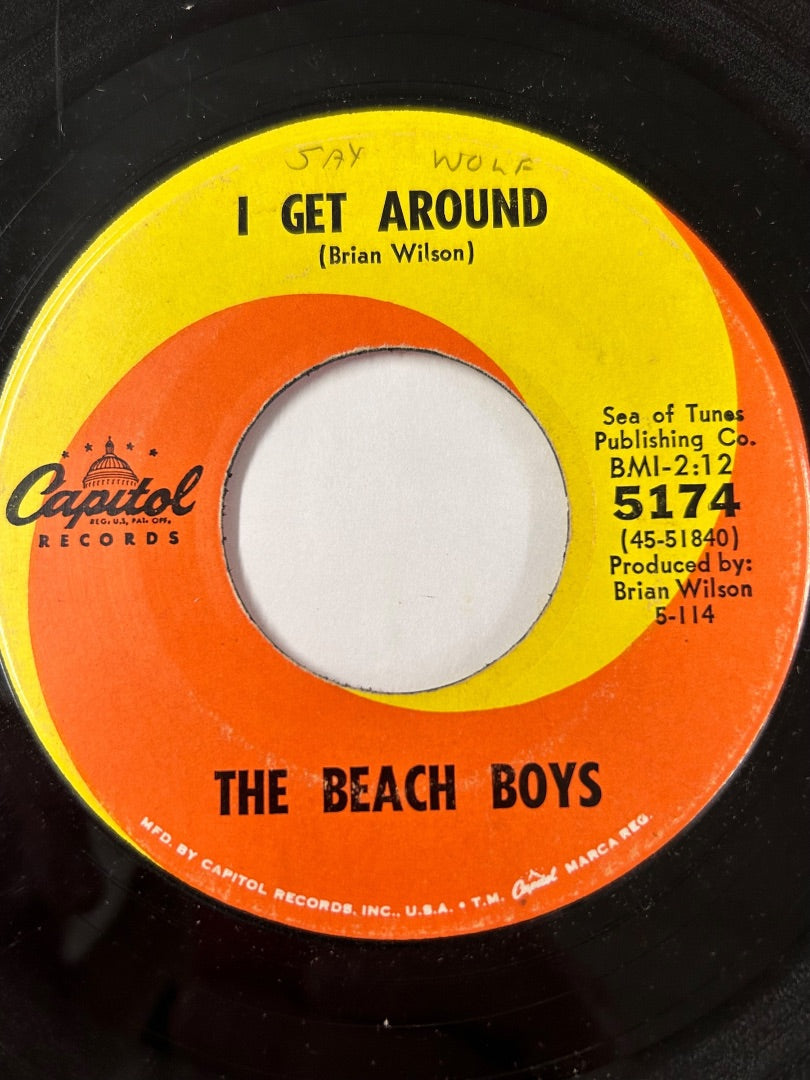 JAY WOLF
I GET AROUND
(Brian Wilson)
Capitol
REG. U.S. PAT. OFF.
RECORDS
Sea of Tunes
Publishing Co.
BMI-2:12
5174
(45-51840)
Produced by:
Brian Wilson
5-114
THE BEACH BOYS
MFD. BY CAPITOL RECORDS, INC., U.S.A. • T.M. Capitol MARCA REG.